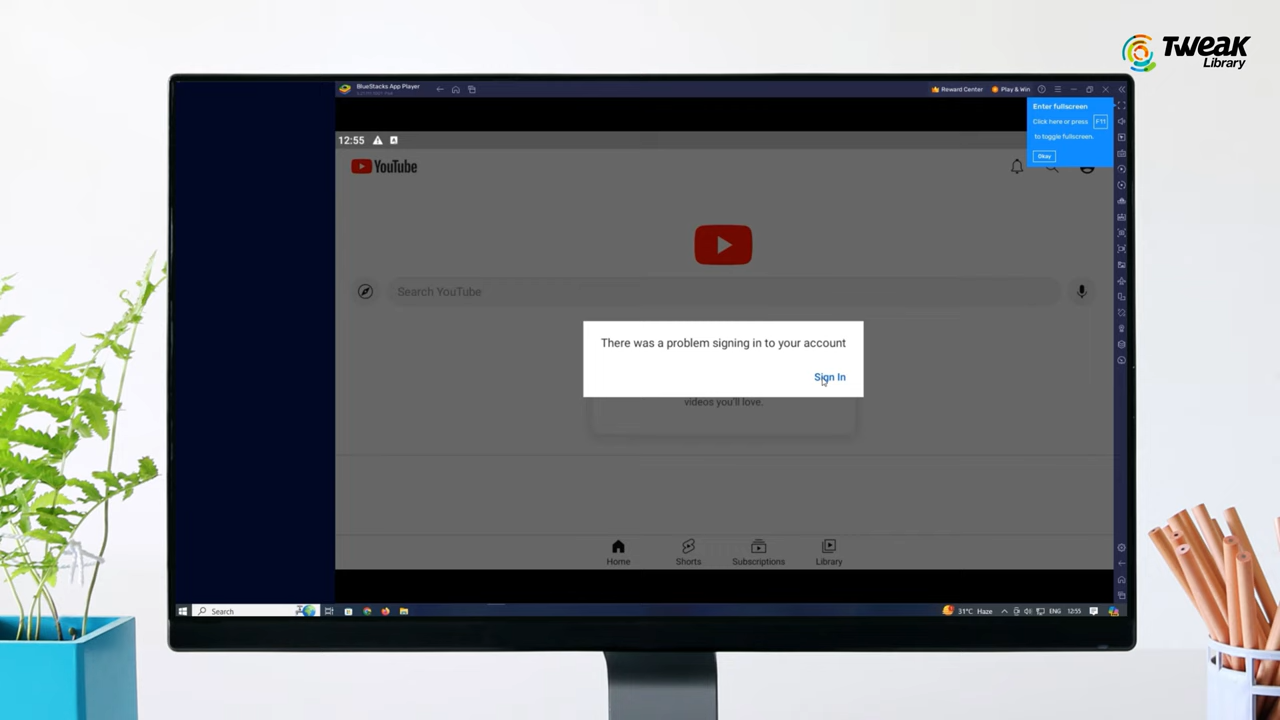 TWEAK
Library
BlueStacks App Player
Reward Center
Play & Win
Enter fullscreen
Click here or press F11
to toggle fullscreen.
Okay
12:55
YouTube
Search YouTube
There was a problem signing in to your account
Sign In
videos you'll love.
Home
Shorts
Subscriptions
Library
Search
31°C Haze
ENG
12:55